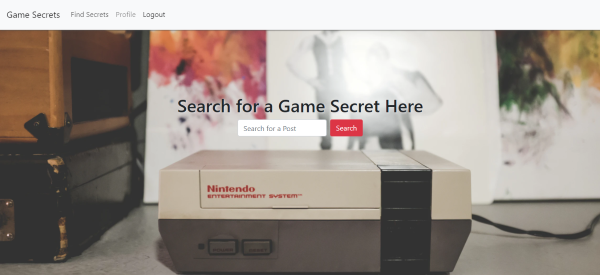 Game Secrets Find Secrets Profile Logout
Search for a Game Secret Here
Search for a Post Search
Nintendo
ENTERTAINMENT SYSTEM™